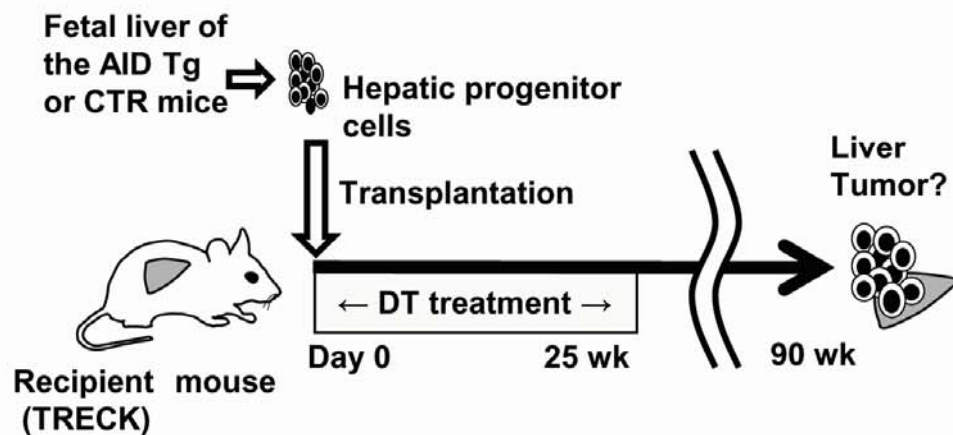 Fetal liver of
the AID Tg
or CTR mice
Hepatic progenitor
cells
Transplantation
Liver
Tumor?
← DT treatment →
Day 0
25 wk
90 wk
Recipient mouse
(TRECK)